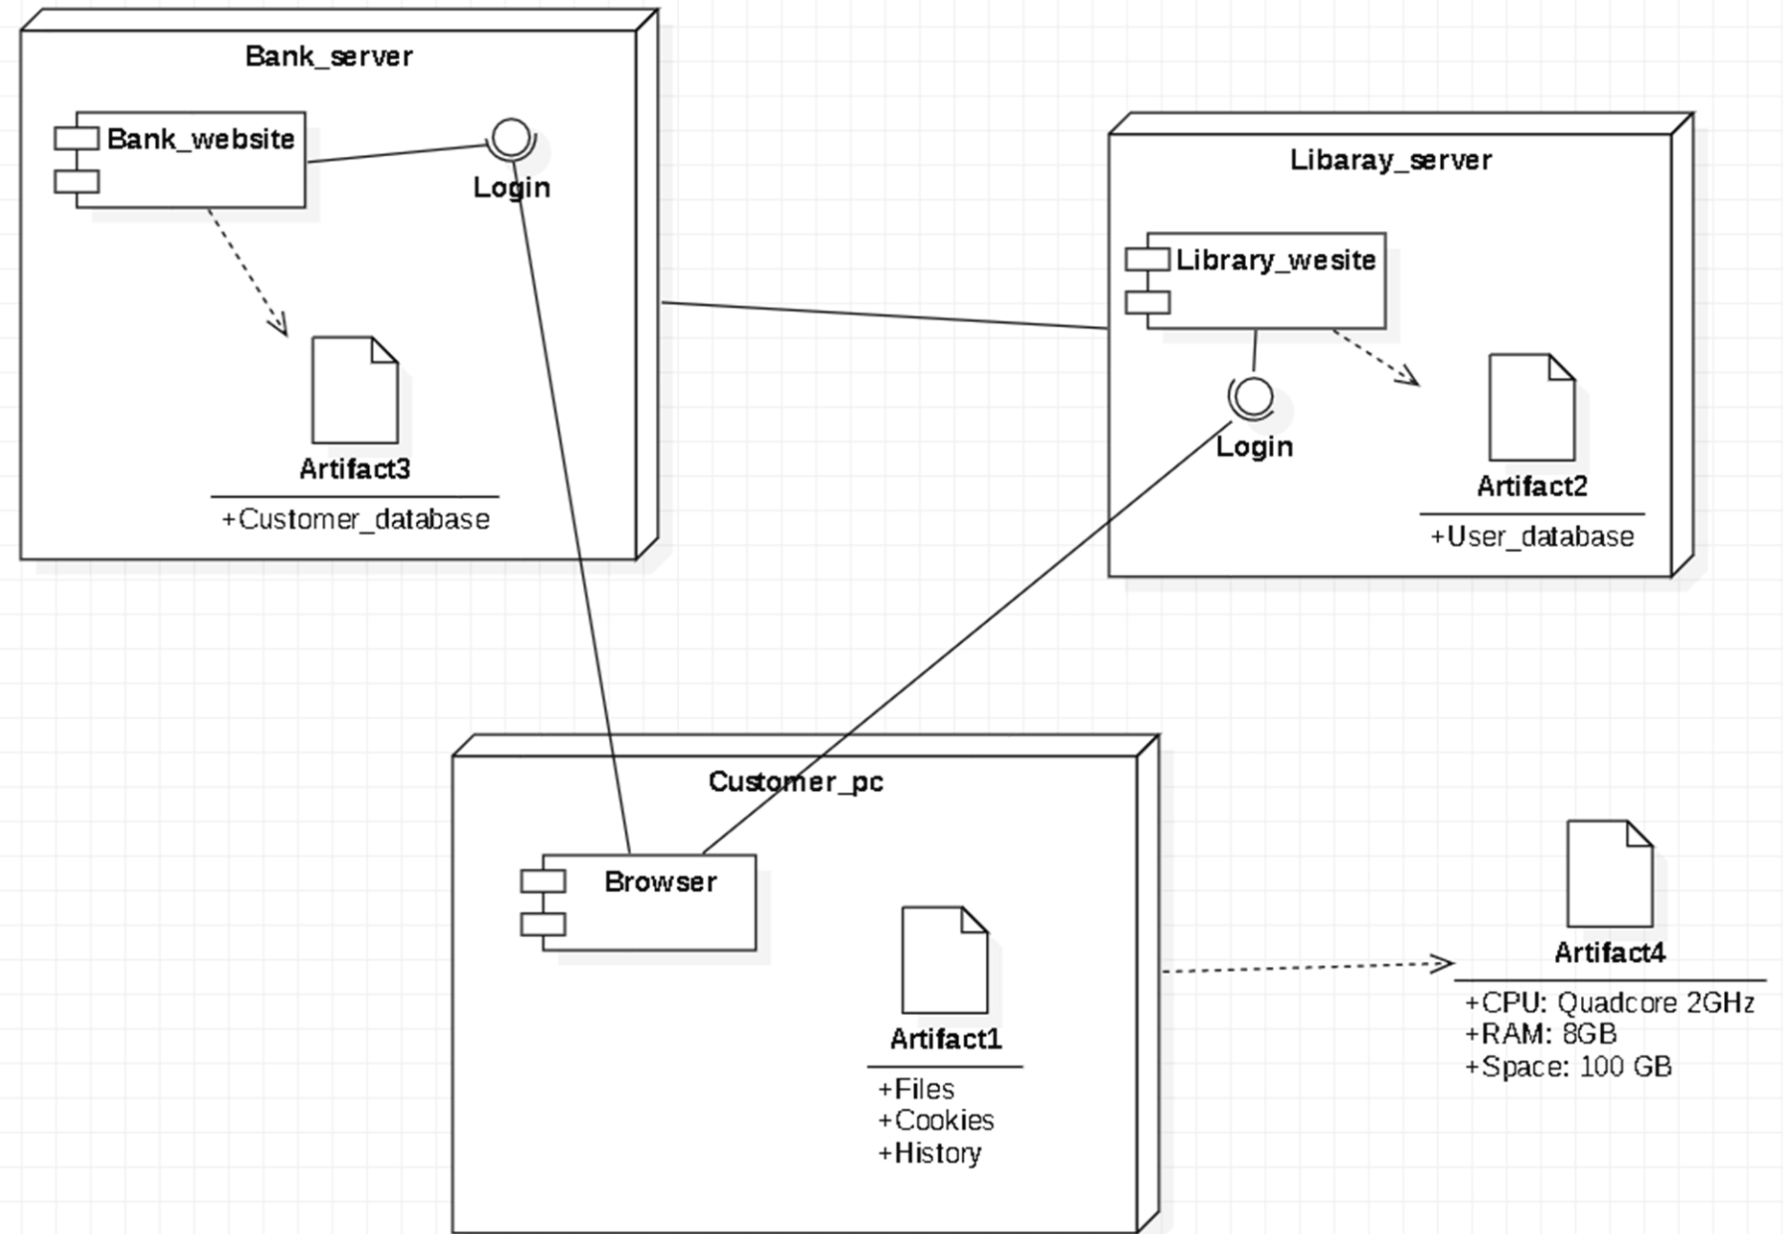 Bank_server
Bank_website
Login
Artifact3
+Customer_database
Libaray_server
Library_wesite
Login
Artifact2
+User_database
Customer_pc
Browser
Artifact1
+Files
+Cookies
+History
Artifact4
+CPU: Quadcore 2GHz
+RAM: 8GB
+Space: 100 GB